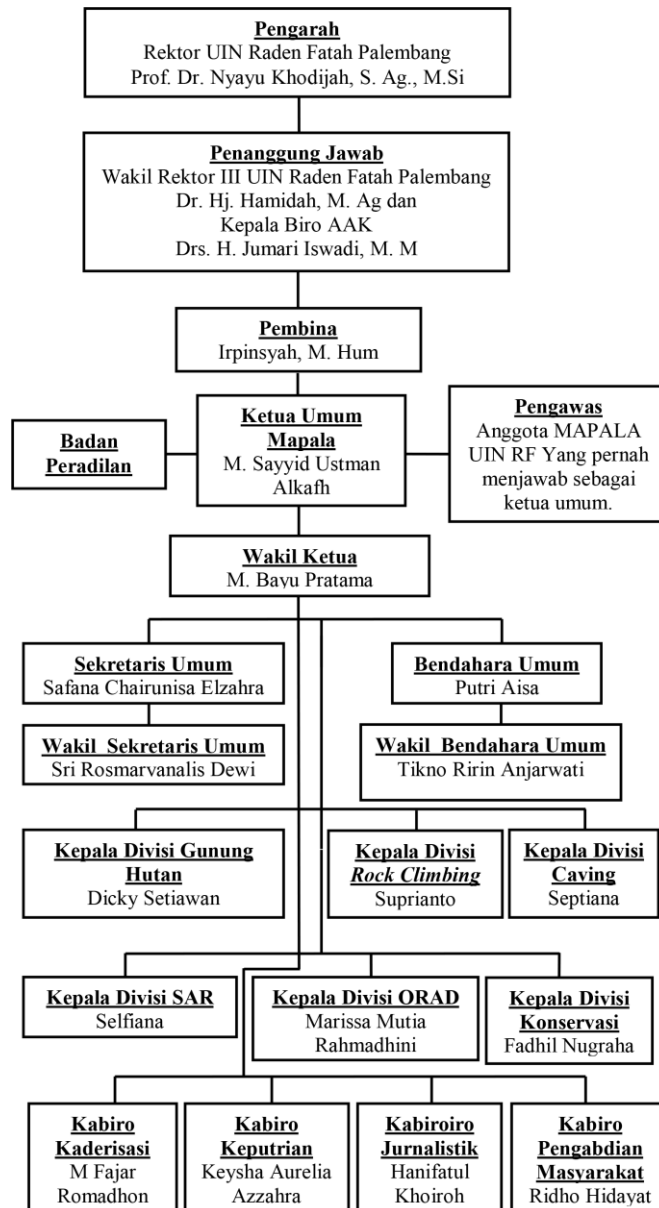 Pengarah
Rektor UIN Raden Fatah Palembang
Prof. Dr. Nyayu Khodijah, S. Ag., M.Si
Penanggung Jawab
Wakil Rektor III UIN Raden Fatah Palembang
Dr. Hj. Hamidah, M. Ag dan
Kepala Biro AAK
Drs. H. Jumari Iswadi, M. M
Pembina
Irpinsyah, M. Hum
Badan
Peradilan
Ketua Umum
Mapala
M. Sayyid Ustman
Alkafh
Pengawas
Anggota MAPALA
UIN RF Yang pernah
menjawab sebagai
ketua umum.
Wakil Ketua
M. Bayu Pratama
Sekretaris Umum
Safana Chairunisa Elzahra
Bendahara Umum
Putri Aisa
Wakil Sekretaris Umum
Sri Rosmarvanalis Dewi
Wakil Bendahara Umum
Tikno Ririn Anjarwati
Kepala Divisi Gunung
Hutan
Dicky Setiawan
Kepala Divisi
Rock Climbing
Suprianto
Kepala Divisi
Caving
Septiana
Kepala Divisi SAR
Selfiana
Kepala Divisi ORAD
Marissa Mutia
Rahmadhini
Kepala Divisi
Konservasi
Fadhil Nugraha
Kabiro
Kaderisasi
M Fajar
Romadhon
Kabiro
Keputrian
Keysha Aurelia
Azzahra
Kabiroiro
Jurnalistik
Hanifatul
Khoiroh
Kabiro
Pengabdian
Masyarakat
Ridho Hidayat